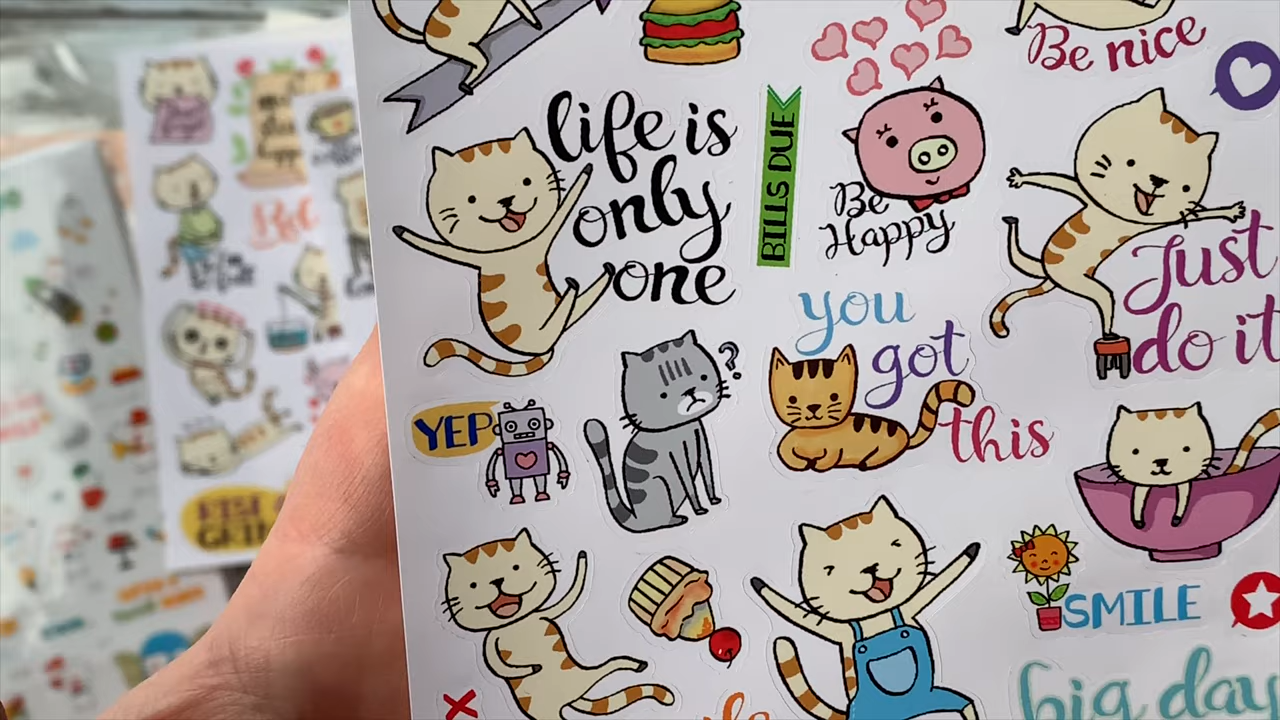 Be nice
life is
only
one
BILLS DUE
Be
Happy
Just
do it
you
got
this
YEP
?
SMILE
big day